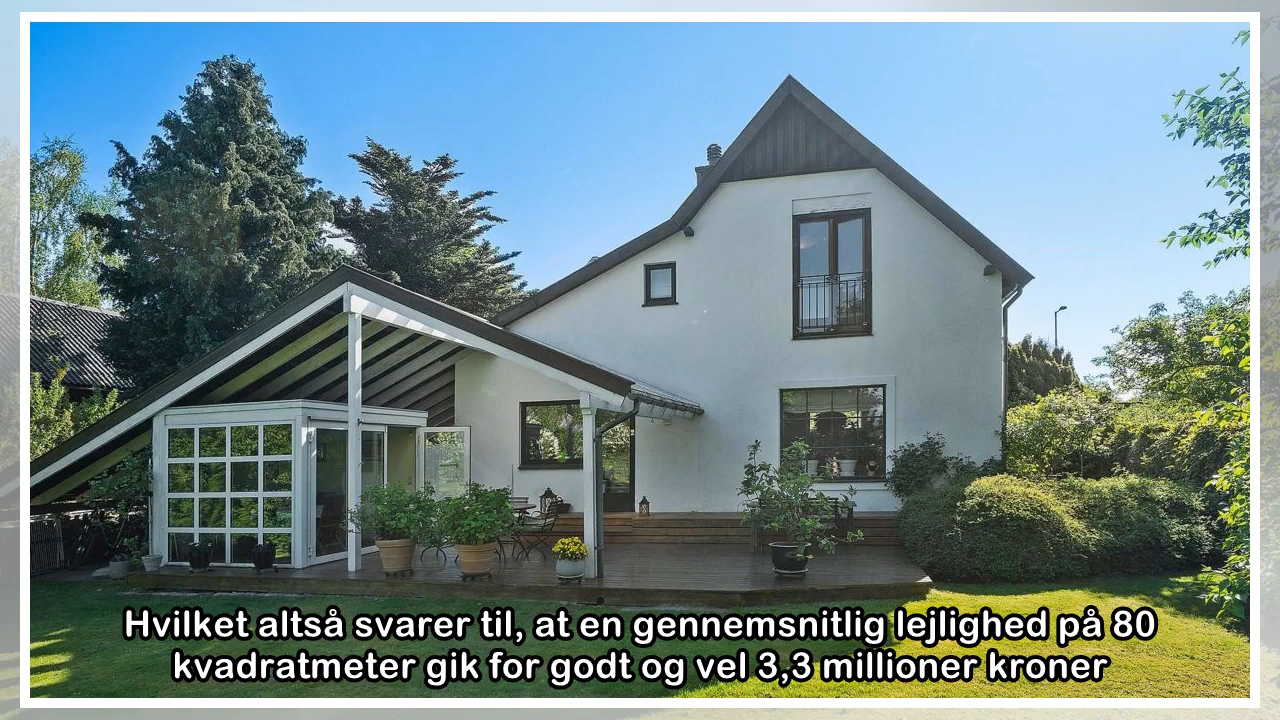 Hvilket altså svarer til, at en gennemsnitlig lejlighed på 80
kvadratmeter gik for godt og vel 3,3 millioner kroner